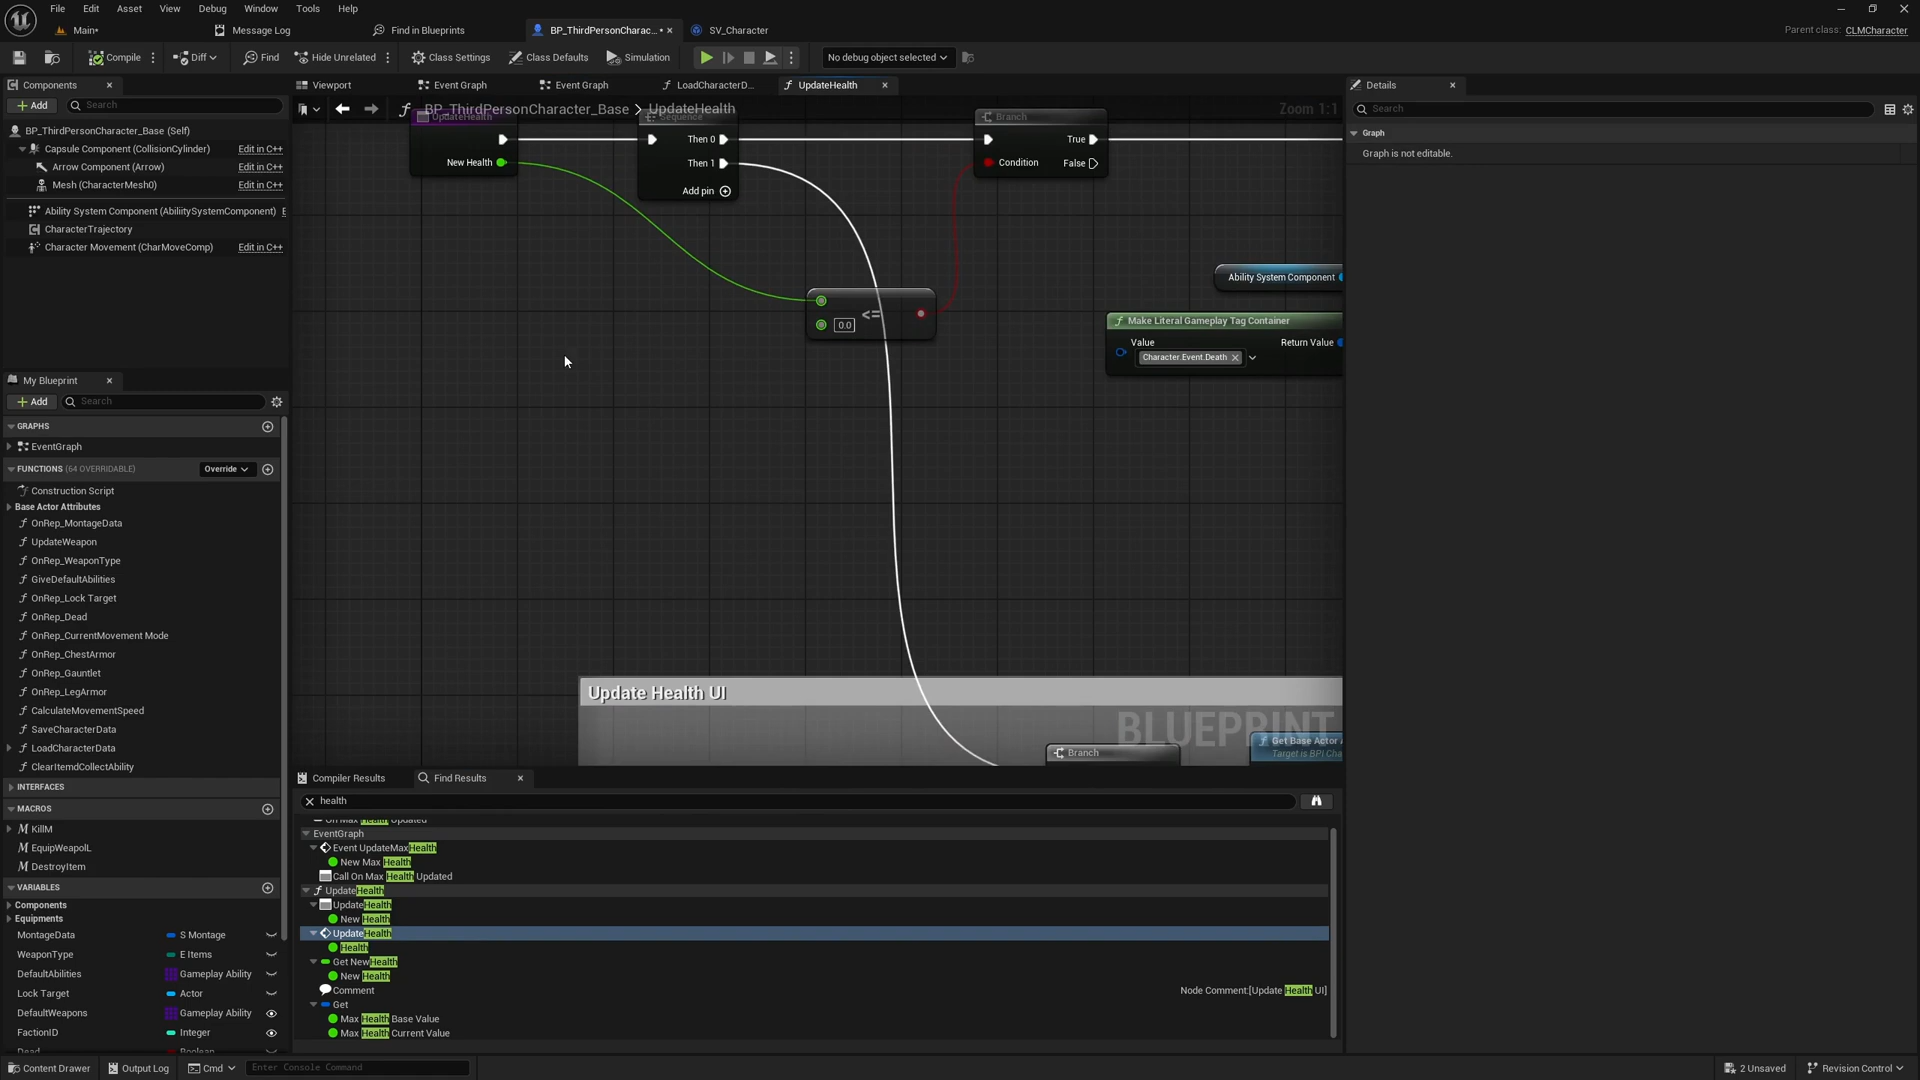 File Edit Asset View Debug Window Tools Help
Main•
Message Log
Find in Blueprints
BP_ThirdPersonCharac... •
SV_Character
Parent class: CLMCharacter
Compile
Diff
Find
Hide Unrelated
Class Settings
Class Defaults
Simulation
No debug object selected
Components
Viewport
Event Graph
Event Graph
LoadCharacterD...
UpdateHealth
Details
Add
Search
BP_ThirdPersonCharacter_Base > UpdateHealth
Zoom 1:1
Search
BP_ThirdPersonCharacter_Base (Self)
Capsule Component (CollisionCylinder) Edit in C++
Arrow Component (Arrow) Edit in C++
Mesh (CharacterMesh0) Edit in C++
Ability System Component (AbilitySystemComponent) E
CharacterTrajectory
Character Movement (CharMoveComp) Edit in C++
Graph
Graph is not editable.
UpdateHealth
New Health
Sequence
Then 0
Then 1
Add pin
Branch
True
Condition
False
<=
0.0
Ability System Component
Make Literal Gameplay Tag Container
Value
Return Value
Character.Event.Death
Update Health UI
BLUEPRINT
Branch
Get Base Actor A
Target is BPI Cha
My Blueprint
Add
Search
GRAPHS
EventGraph
FUNCTIONS (64 OVERRIDABLE)
Override
Construction Script
Base Actor Attributes
OnRep_MontageData
UpdateWeapon
OnRep_WeaponType
GiveDefaultAbilities
OnRep_Lock Target
OnRep_Dead
OnRep_CurrentMovement Mode
OnRep_ChestArmor
OnRep_Gauntlet
OnRep_LegArmor
CalculateMovementSpeed
SaveCharacterData
LoadCharacterData
ClearItemdCollectAbility
INTERFACES
MACROS
KillM
EquipWeapolL
DestroyItem
VARIABLES
Components
Equipments
MontageData S Montage
WeaponType E Items
DefaultAbilities Gameplay Ability
Lock Target Actor
DefaultWeapons Gameplay Ability
FactionID Integer
Dead Boolean
Compiler Results
Find Results
health
On Max Health Updated
EventGraph
Event UpdateMaxHealth
New Max Health
Call On Max Health Updated
UpdateHealth
UpdateHealth
New Health
UpdateHealth
Health
Get NewHealth
New Health
Comment
Node Comment:[Update Health UI]
Get
Max Health Base Value
Max Health Current Value
Content Drawer
Output Log
Cmd
Enter Console Command
2 Unsaved
Revision Control